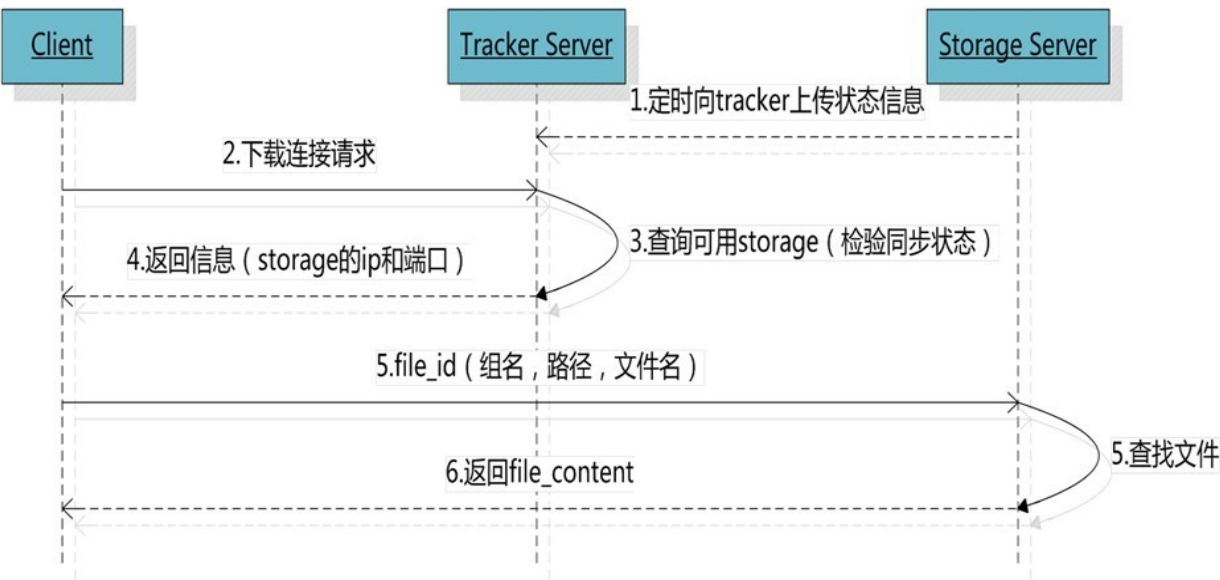 Client
Tracker Server
Storage Server
1.定时向tracker上传状态信息
2.下载连接请求
3.查询可用storage（检验同步状态）
4.返回信息（storage的ip和端口）
5.file_id（组名，路径，文件名）
5.查找文件
6.返回file_content